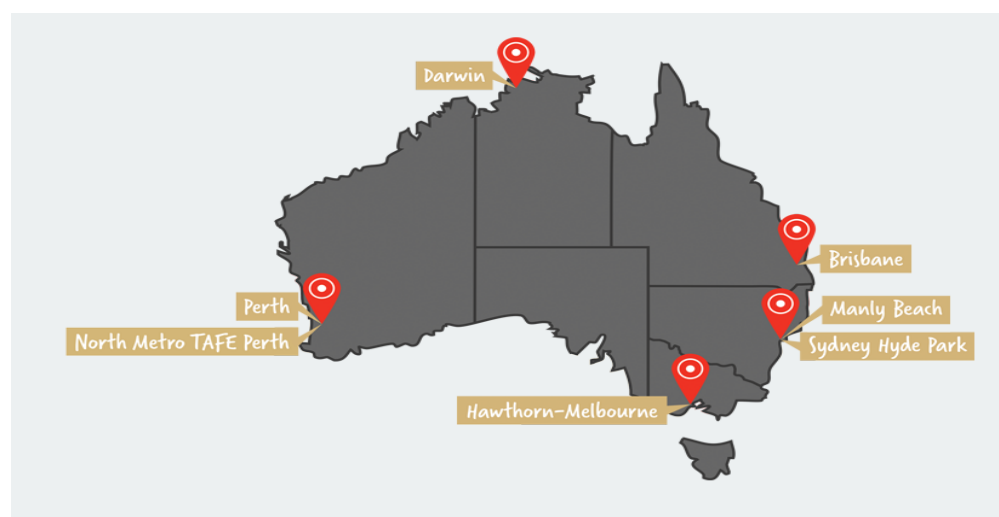 Darwin
Brisbane
Perth
Manly Beach
North Metro TAFE Perth
Sydney Hyde Park
Hawthorn-Melbourne